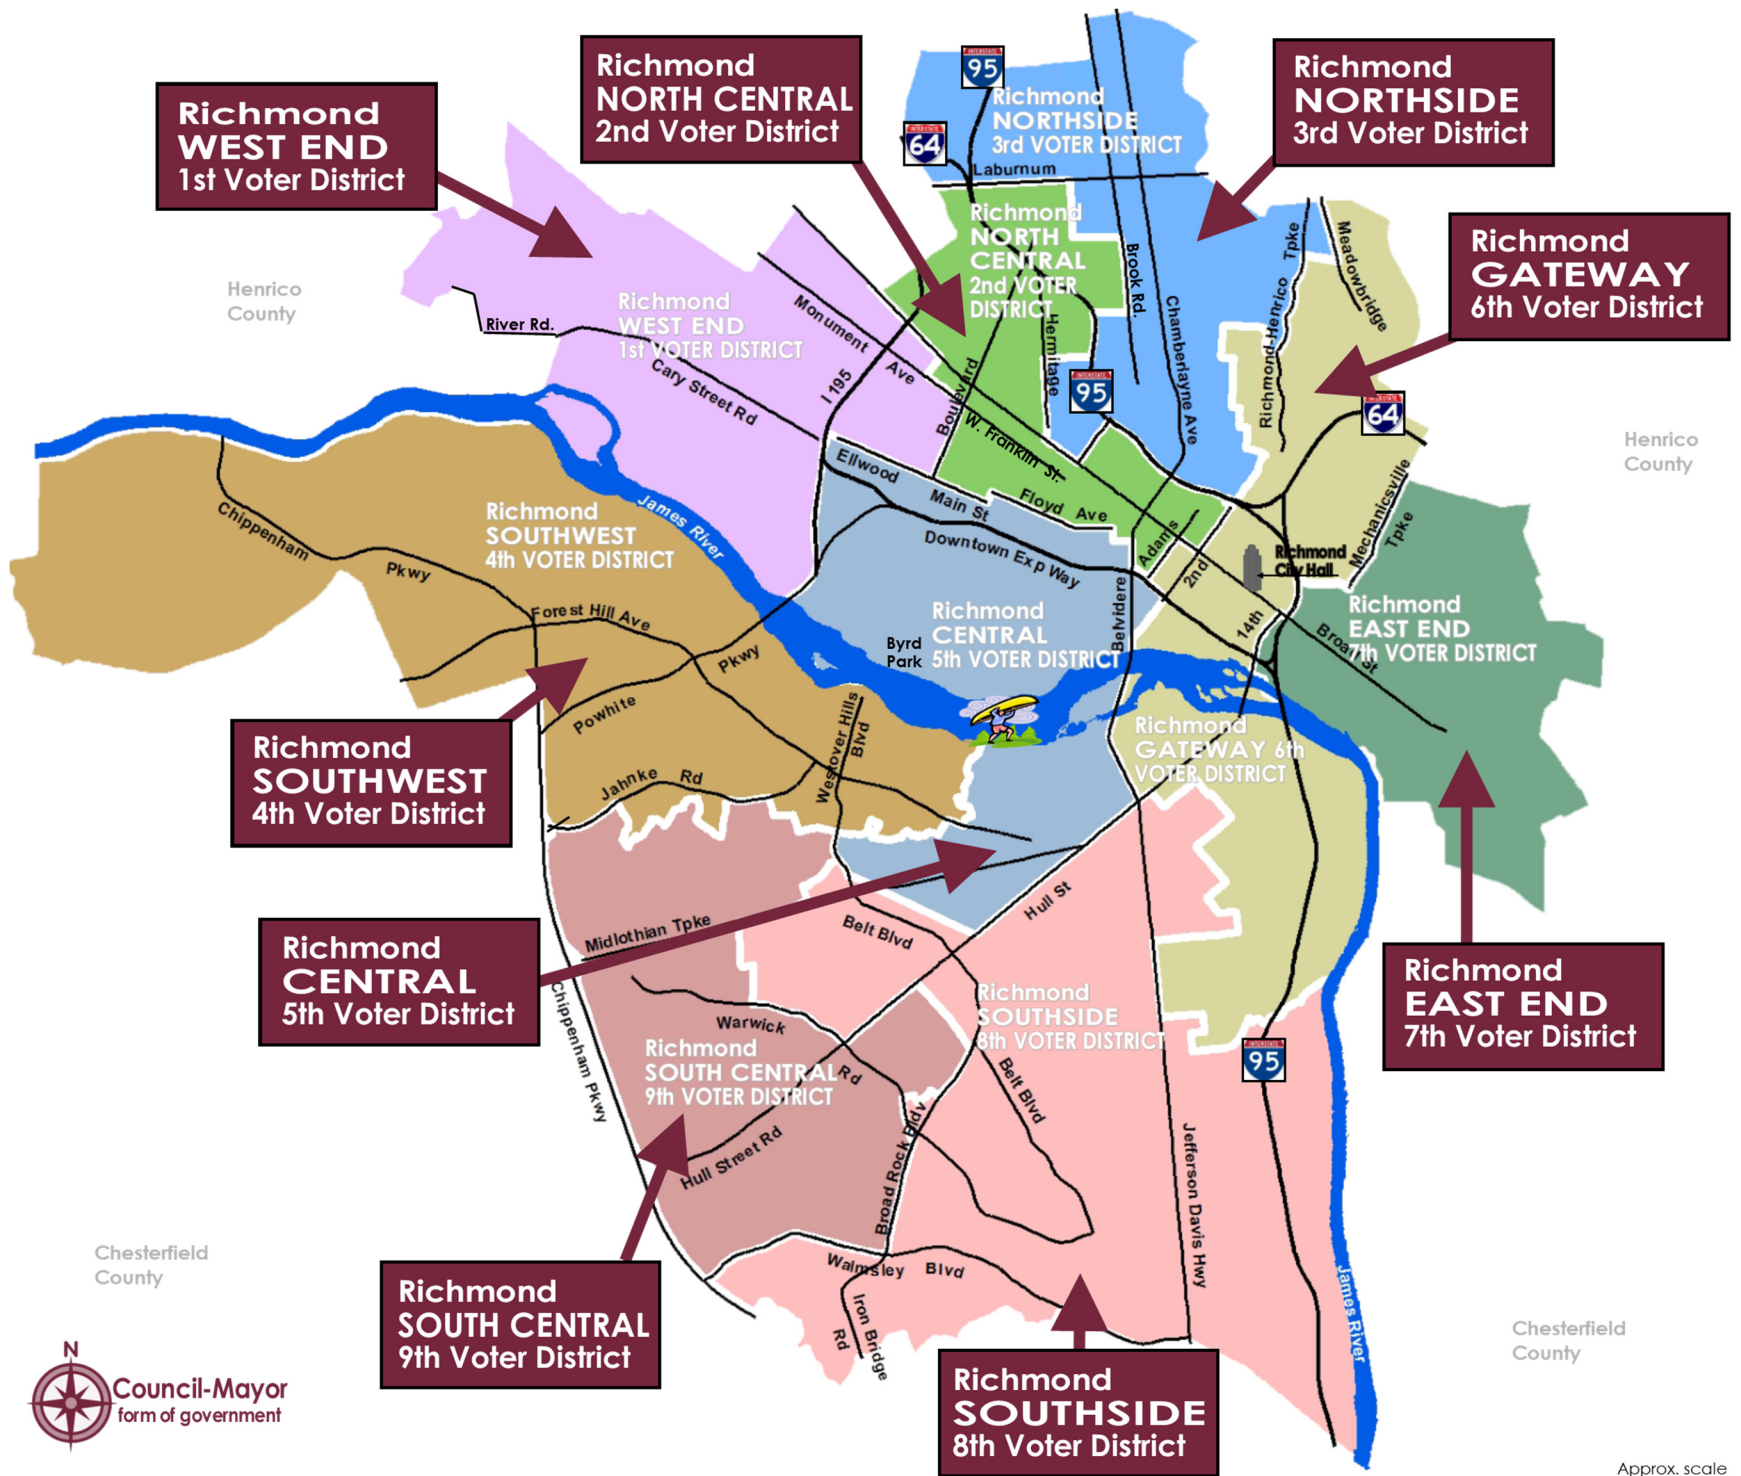 Richmond
WEST END
1st Voter District
Richmond
NORTH CENTRAL
2nd Voter District
Richmond
NORTHSIDE
3rd Voter District
Richmond
GATEWAY
6th Voter District
INTERSTATE
95
INTERSTATE
64
Richmond
NORTHSIDE
3rd VOTER DISTRICT
Laburnum
Richmond
NORTH
CENTRAL
2nd VOTER
DISTRICT
Henrico
County
Richmond
WEST END
1st VOTER DISTRICT
River Rd.
Monument Ave
Cary Street Rd
I 195
Boulevard
Hermitage
Brook Rd.
Chamberlayne Ave
Richmond-Henrico Tpke
Meadowbridge
INTERSTATE
95
INTERSTATE
64
Henrico
County
W. Franklin St.
Ellwood
Main St
Floyd Ave
Downtown Exp Way
Adams
2nd
14th
Belvidere
Mechanicsville
Tpke
Richmond
City Hall
Broad St
Richmond
EAST END
7th VOTER DISTRICT
James River
Richmond
SOUTHWEST
4th VOTER DISTRICT
Chippenham
Pkwy
Forest Hill Ave
Powhite
Pkwy
Jahnke Rd
Westover Hills
Blvd
Byrd
Park
Richmond
CENTRAL
5th VOTER DISTRICT
Richmond
GATEWAY 6th
VOTER DISTRICT
Richmond
SOUTHWEST
4th Voter District
Richmond
CENTRAL
5th Voter District
Midlothian Tpke
Belt Blvd
Hull St
Richmond
EAST END
7th Voter District
Chippenham Pkwy
Warwick
Rd
Richmond
SOUTH CENTRAL
9th VOTER DISTRICT
Richmond
SOUTHSIDE
8th VOTER DISTRICT
INTERSTATE
95
Belt Blvd
Hull Street Rd
Broad Rock Bldv
Jefferson Davis Hwy
Walmsley Blvd
Iron Bridge
Rd
James River
Chesterfield
County
Chesterfield
County
Richmond
SOUTH CENTRAL
9th Voter District
Richmond
SOUTHSIDE
8th Voter District
N
Council-Mayor
form of government
Approx. scale